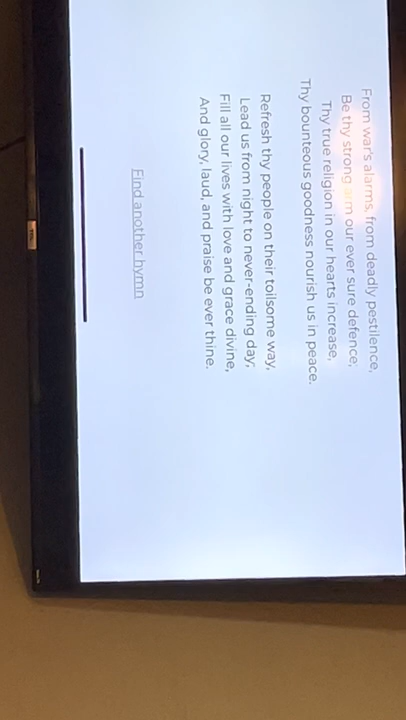 From war's alarms, from deadly pestilence,
Be thy strong arm our ever sure defence;
Thy true religion in our hearts increase,
Thy bounteous goodness nourish us in peace.
Refresh thy people on their toilsome way,
Lead us from night to never-ending day;
Fill all our lives with love and grace divine,
And glory, laud, and praise be ever thine.
Find another hymn